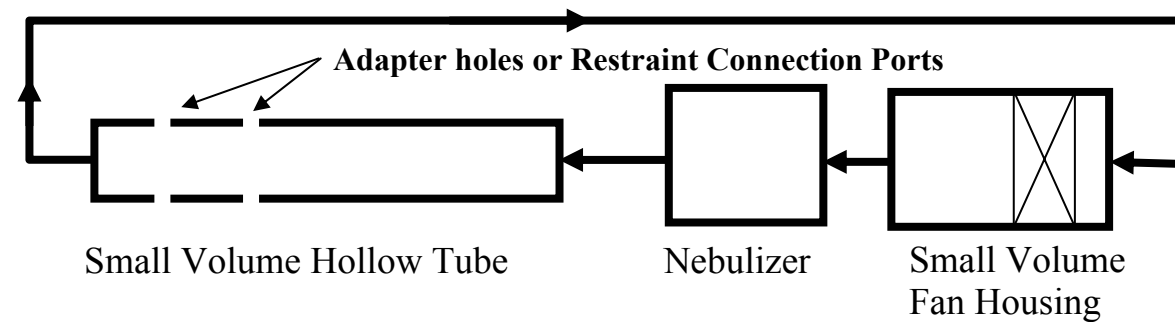 Adapter holes or Restraint Connection Ports
Small Volume Hollow Tube
Nebulizer
Small Volume
Fan Housing